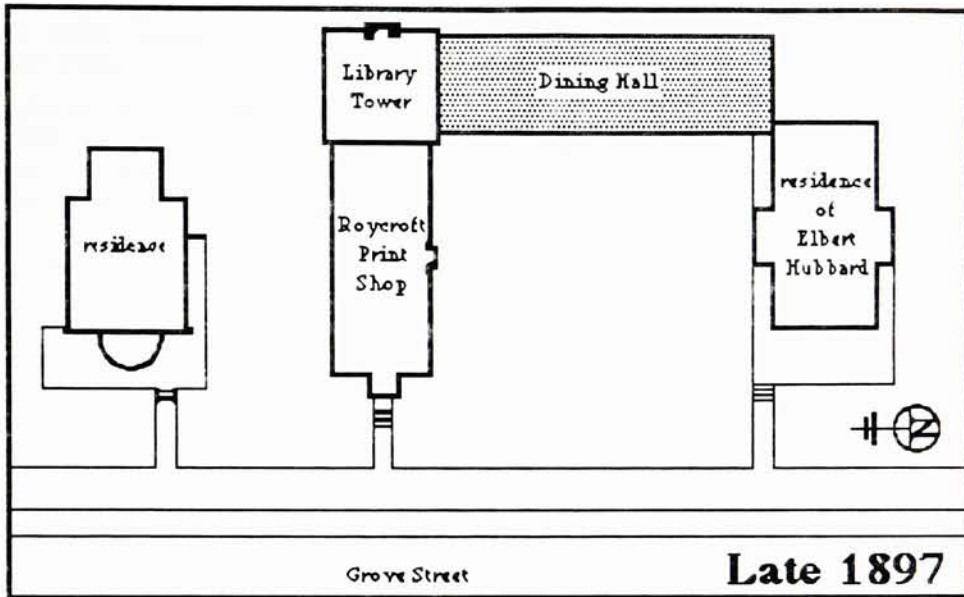 Library
Tower
Dining Hall
residence
Roycroft
Print
Shop
residence
of
Elbert
Hubbard
N
Grove Street
Late 1897